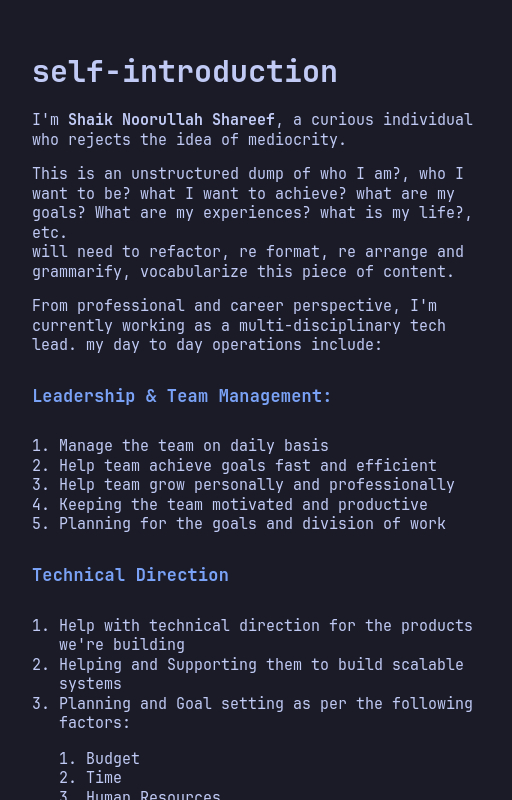 self-introduction
I'm Shaik Noorullah Shareef, a curious individual
who rejects the idea of mediocrity.
This is an unstructured dump of who I am?, who I
want to be? what I want to achieve? what are my
goals? What are my experiences? what is my life?,
etc.
will need to refactor, re format, re arrange and
grammarify, vocabularize this piece of content.
From professional and career perspective, I'm
currently working as a multi-disciplinary tech
lead. my day to day operations include:
Leadership & Team Management:
1. Manage the team on daily basis
2. Help team achieve goals fast and efficient
3. Help team grow personally and professionally
4. Keeping the team motivated and productive
5. Planning for the goals and division of work
Technical Direction
1. Help with technical direction for the products
we're building
2. Helping and Supporting them to build scalable
systems
3. Planning and Goal setting as per the following
factors:
1. Budget
2. Time
3. Human Resources